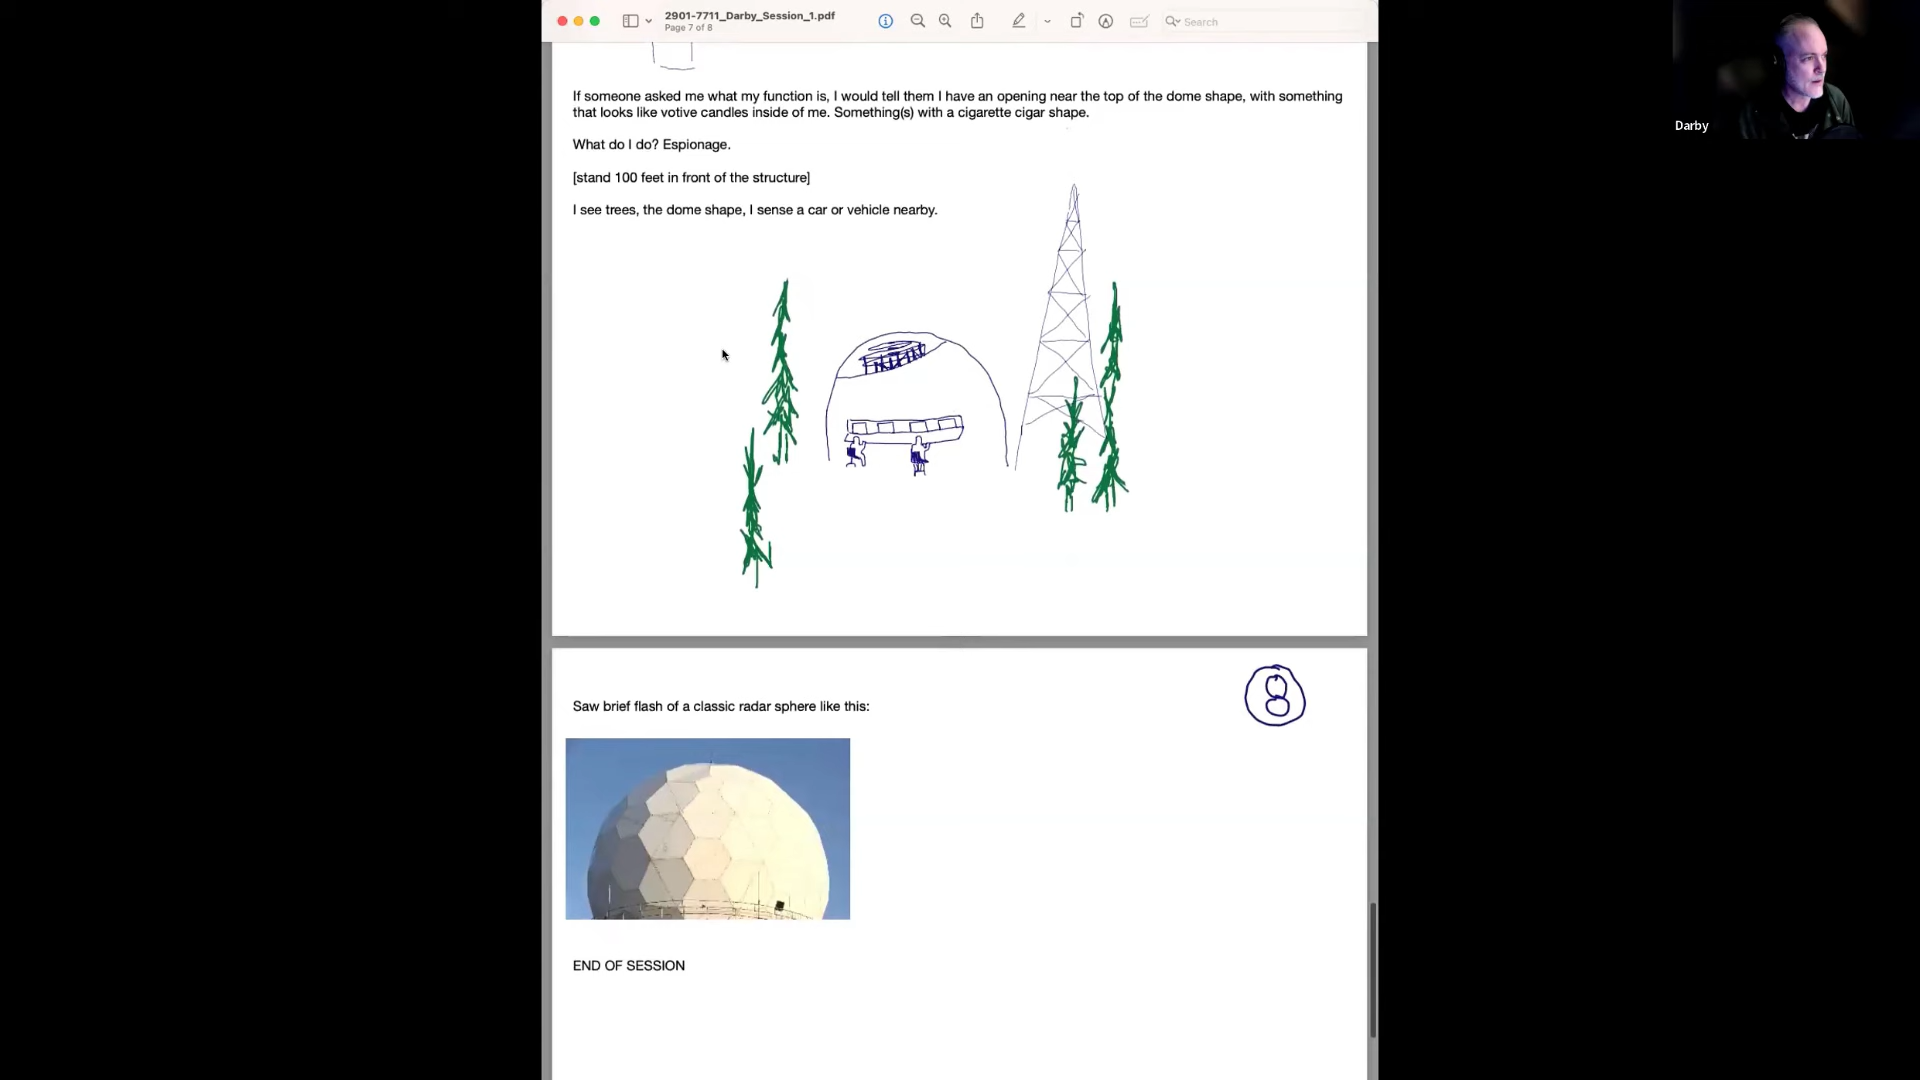 2901-7711_Darby_Session_1.pdf
Page 7 of 8
Search
Darby
If someone asked me what my function is, I would tell them I have an opening near the top of the dome shape, with something
that looks like votive candles inside of me. Something(s) with a cigarette cigar shape.
What do I do? Espionage.
[stand 100 feet in front of the structure]
I see trees, the dome shape, I sense a car or vehicle nearby.
8
Saw brief flash of a classic radar sphere like this:
END OF SESSION